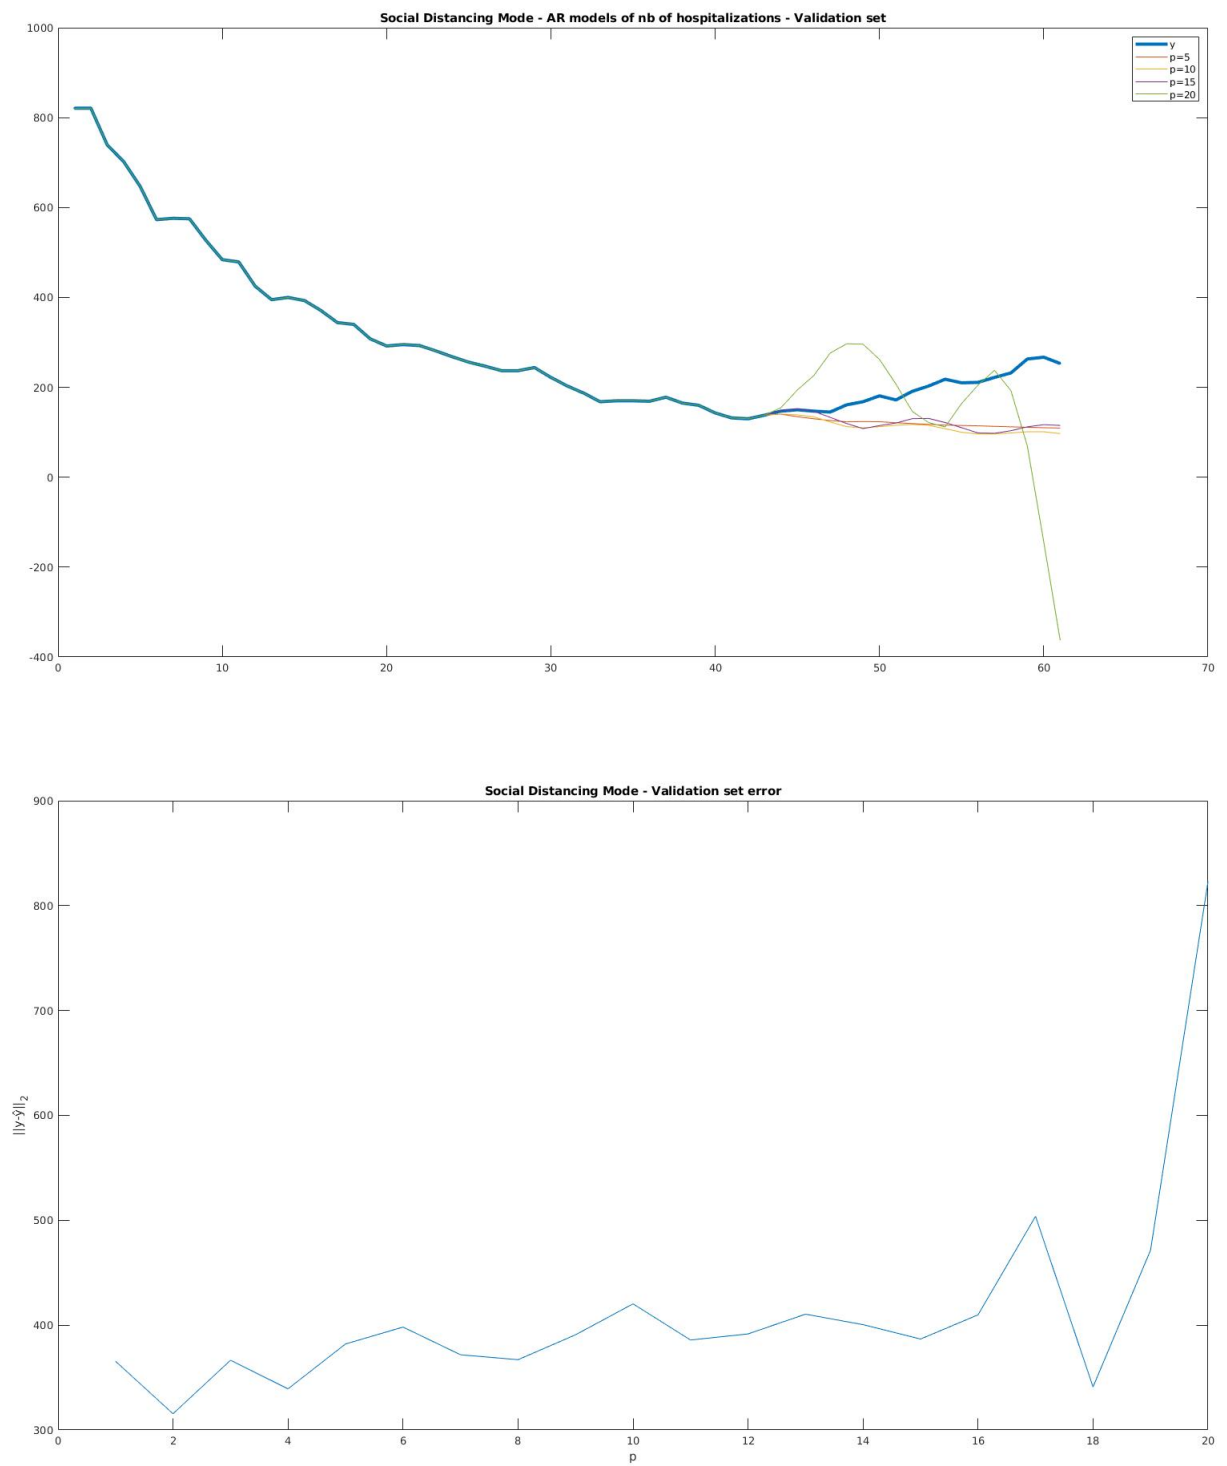 Social Distancing Mode - AR models of nb of hospitalizations - Validation set
1000
800
600
400
200
0
-200
-400
0 10 20 30 40 50 60 70
y
p=5
p=10
p=15
p=20
Social Distancing Mode - Validation set error
900
800
700
600
500
400
300
||y-ŷ||2
0 2 4 6 8 10 12 14 16 18 20
p